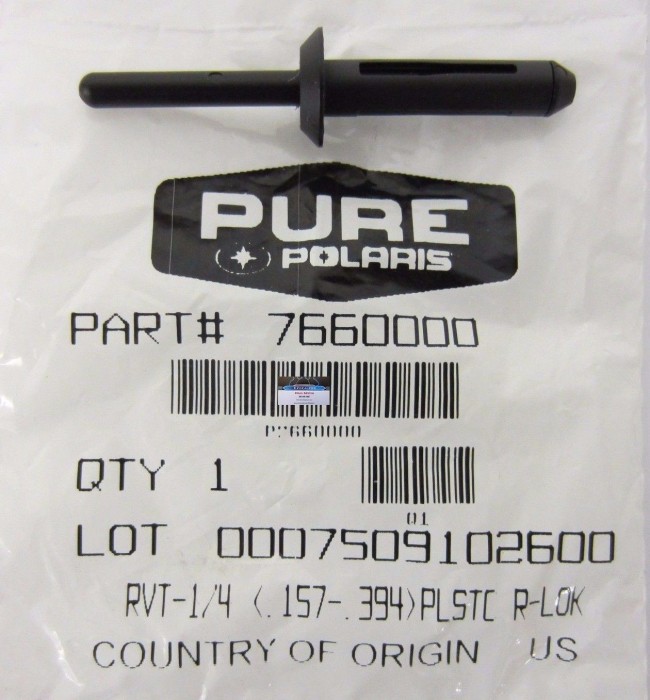 PURE
POLARIS
PART# 7660000
P7660000
QTY 1
01
LOT 0007509102600
RVT-1/4 (.157-.394)PLSTC R-LOK
COUNTRY OF ORIGIN US